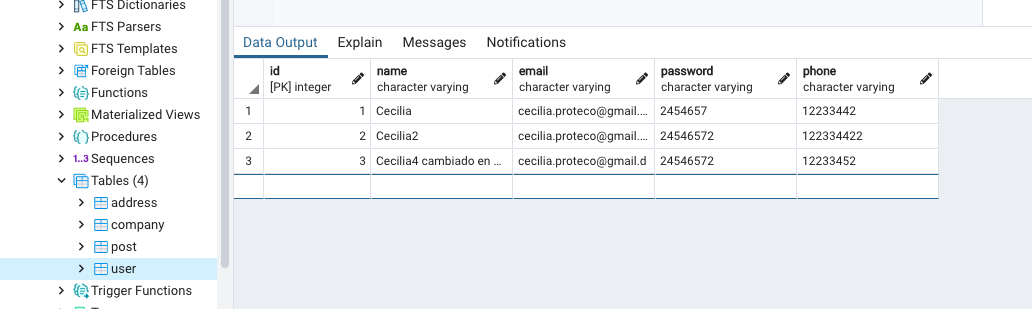 FTS Dictionaries
Aa FTS Parsers
FTS Templates
Foreign Tables
Functions
Materialized Views
Procedures
1..3 Sequences
Tables (4)
address
company
post
user
Trigger Functions
Data Output Explain Messages Notifications
id name email password phone
[PK] integer character varying character varying character varying character varying
1 1 Cecilia cecilia.proteco@gmail.... 2454657 12233442
2 2 Cecilia2 cecilia.proteco@gmail.... 24546572 122334422
3 3 Cecilia4 cambiado en ... cecilia.proteco@gmail.d 24546572 12233452